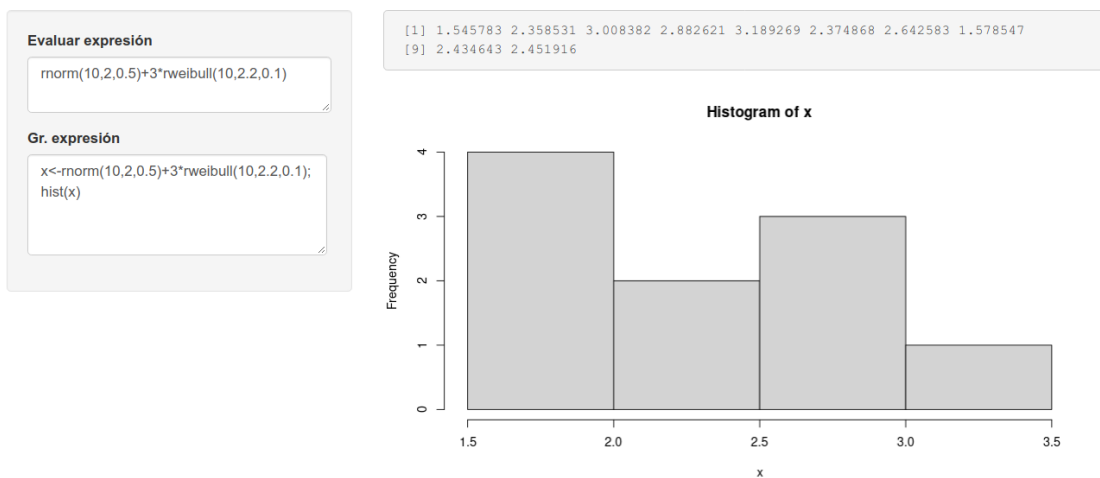 Evaluar expresión
rnorm(10,2,0.5)+3*rweibull(10,2.2,0.1)
Gr. expresión
x<-rnorm(10,2,0.5)+3*rweibull(10,2.2,0.1);
hist(x)
[1] 1.545783 2.358531 3.008382 2.882621 3.189269 2.374868 2.642583 1.578547
[9] 2.434643 2.451916
Histogram of x
Frequency
4
3
2
1
0
1.5 2.0 2.5 3.0 3.5
x